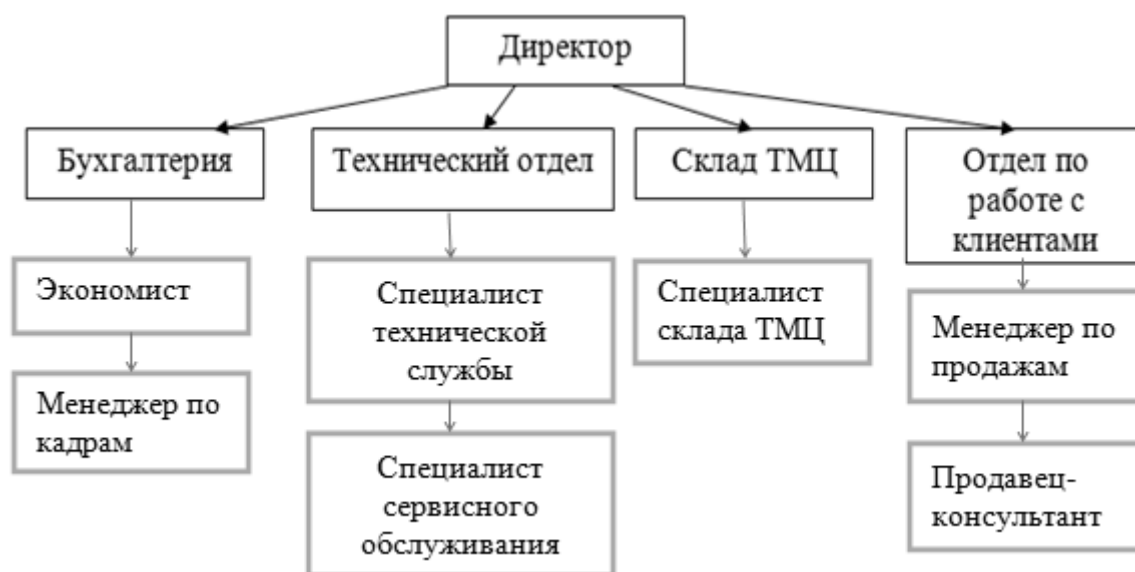 Директор
Бухгалтерия
Технический отдел
Склад ТМЦ
Отдел по
работе с
клиентами
Экономист
Менеджер по
кадрам
Специалист
технической
службы
Специалист
сервисного
обслуживания
Специалист
склада ТМЦ
Менеджер по
продажам
Продавец-
консультант